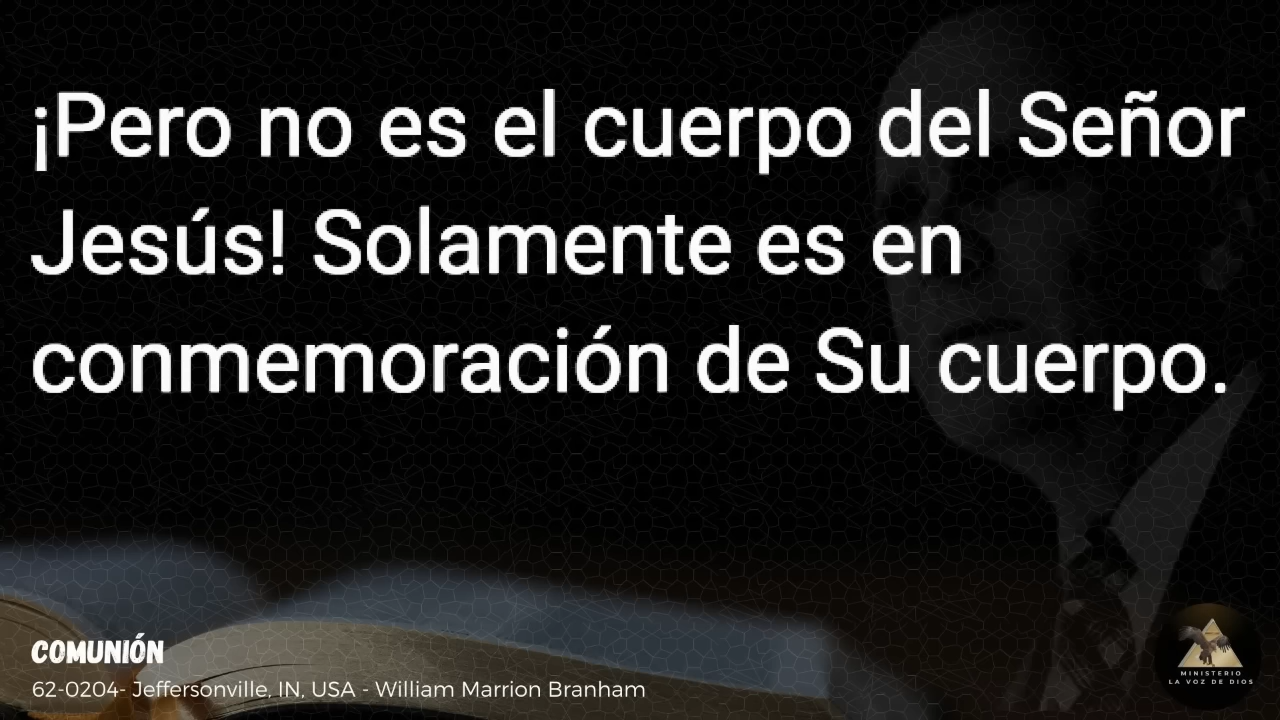 ¡Pero no es el cuerpo del Señor
Jesús! Solamente es en
conmemoración de Su cuerpo.
COMUNIÓN
62-0204- Jeffersonville, IN, USA - William Marrion Branham
MINISTERIO
LA VOZ DE DIOS